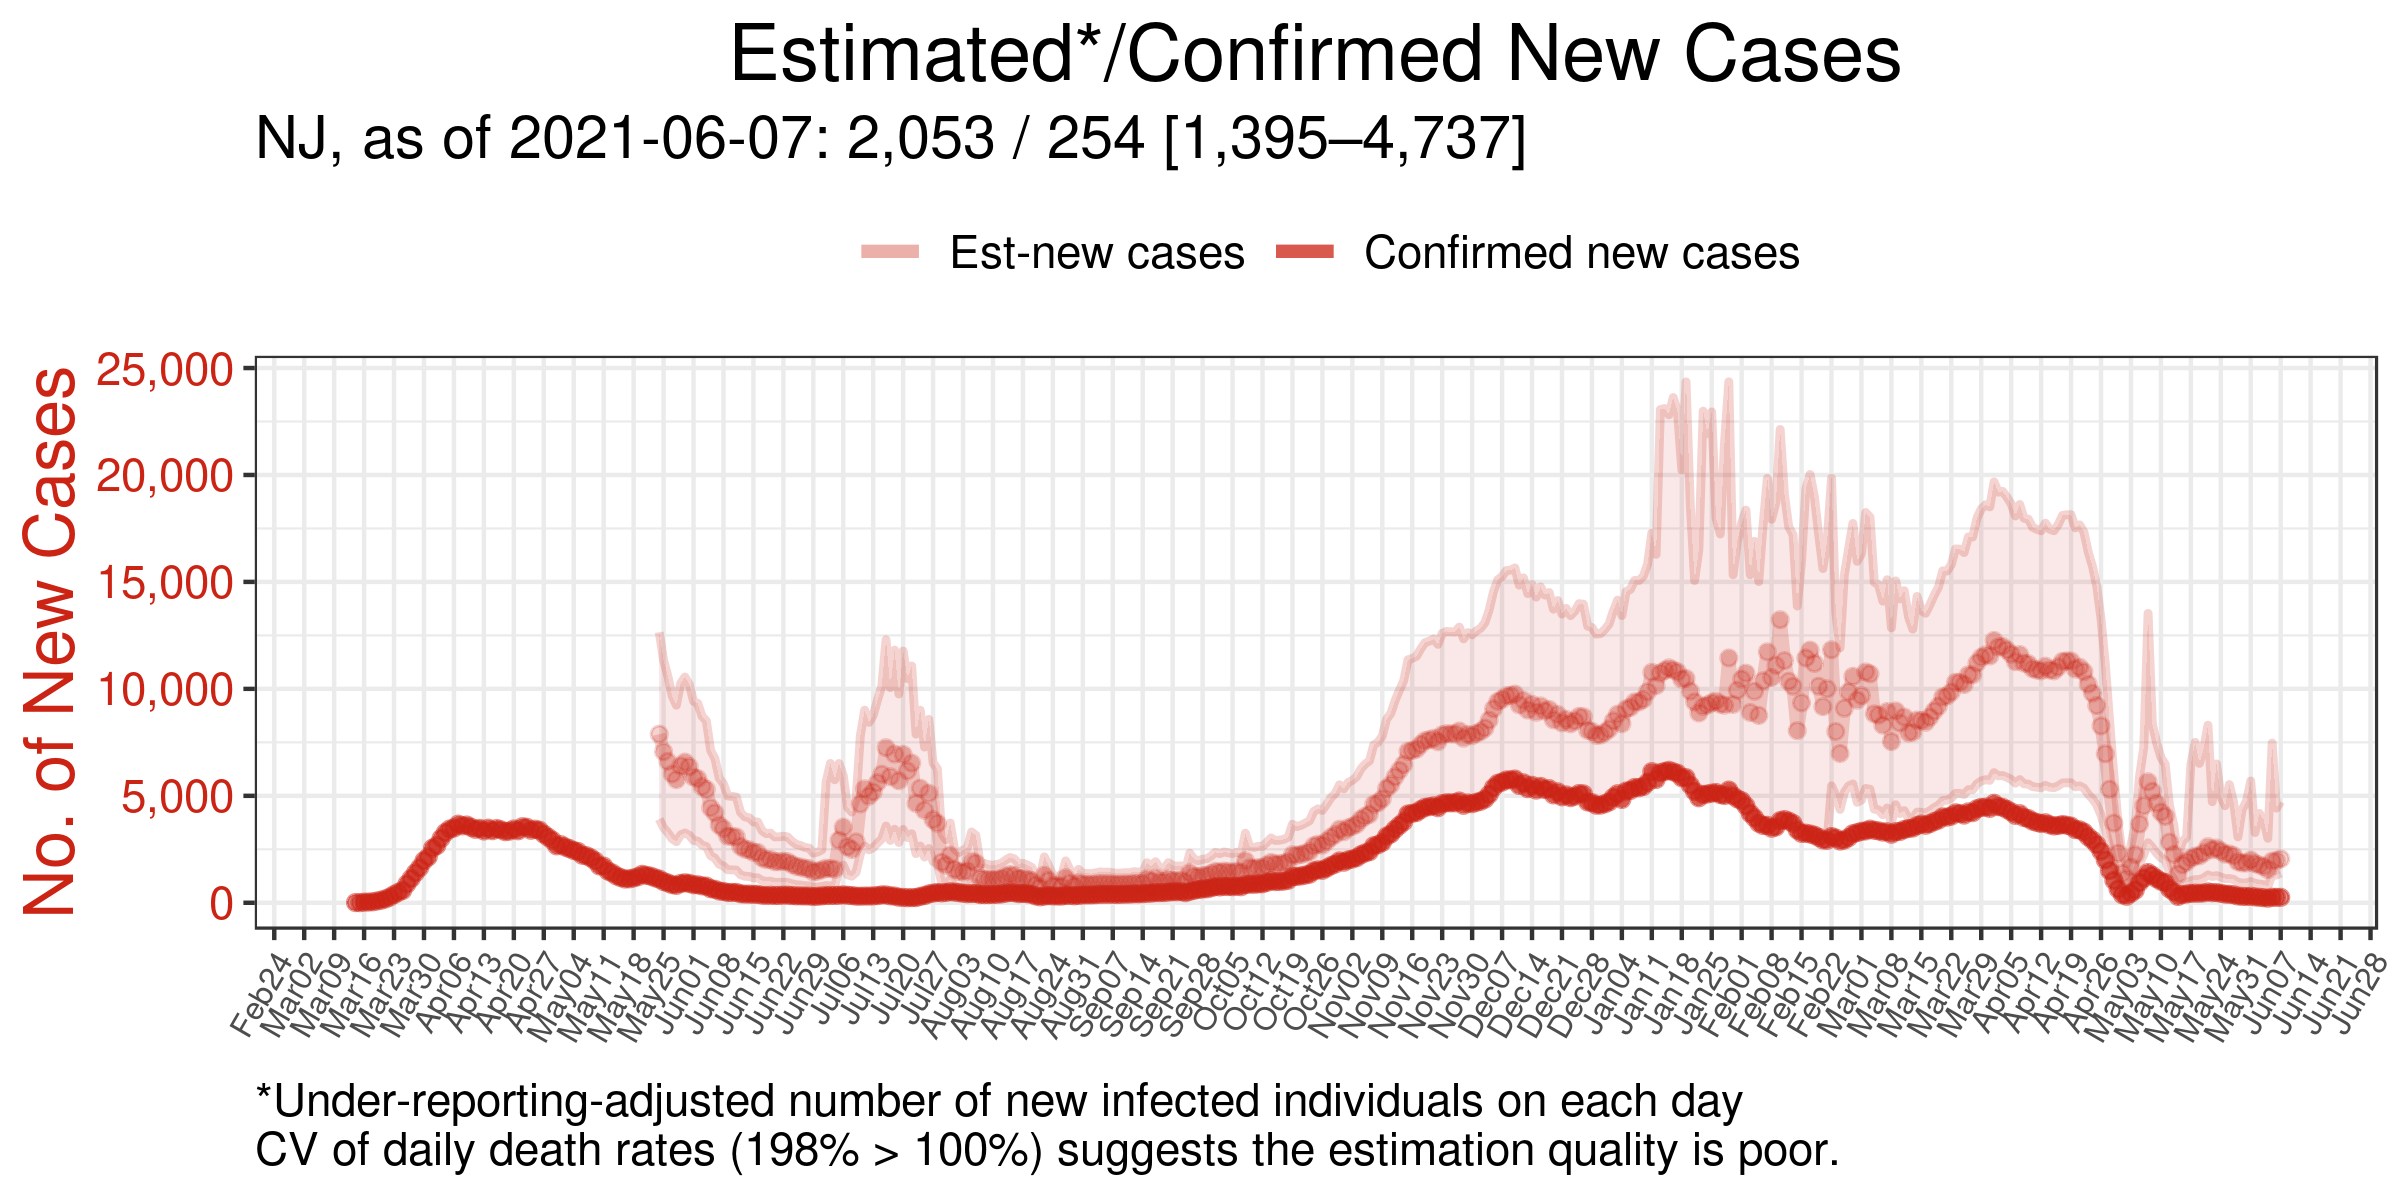 Estimated*/Confirmed New Cases
NJ, as of 2021-06-07: 2,053 / 254 [1,395–4,737]
Est-new cases Confirmed new cases
No. of New Cases
25,000
20,000
15,000
10,000
5,000
0
Feb24 Mar02 Mar09 Mar16 Mar23 Mar30 Apr06 Apr13 Apr20 Apr27 May04 May11 May18 May25 Jun01 Jun08 Jun15 Jun22 Jun29 Jul06 Jul13 Jul20 Jul27 Aug03 Aug10 Aug17 Aug24 Aug31 Sep07 Sep14 Sep21 Sep28 Oct05 Oct12 Oct19 Oct26 Nov02 Nov09 Nov16 Nov23 Nov30 Dec07 Dec14 Dec21 Dec28 Jan04 Jan11 Jan18 Jan25 Feb01 Feb08 Feb15 Feb22 Mar01 Mar08 Mar15 Mar22 Mar29 Apr05 Apr12 Apr19 Apr26 May03 May10 May17 May24 May31 Jun07 Jun14 Jun21 Jun28
*Under-reporting-adjusted number of new infected individuals on each day
CV of daily death rates (198% > 100%) suggests the estimation quality is poor.